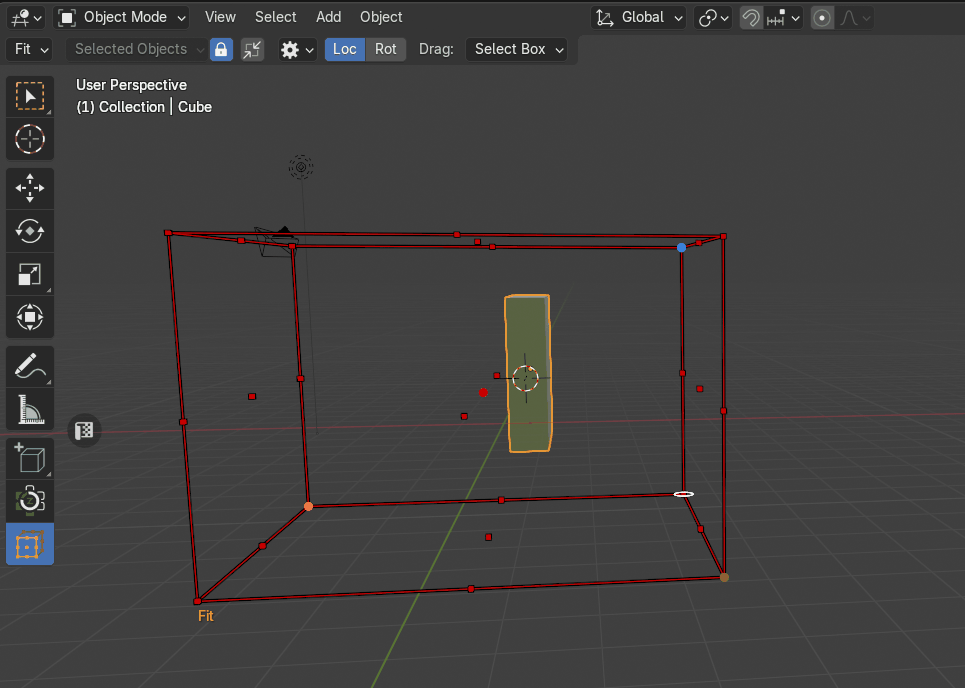 Object Mode View Select Add Object Global
Fit Selected Objects Loc Rot Drag: Select Box
User Perspective
(1) Collection | Cube
Fit